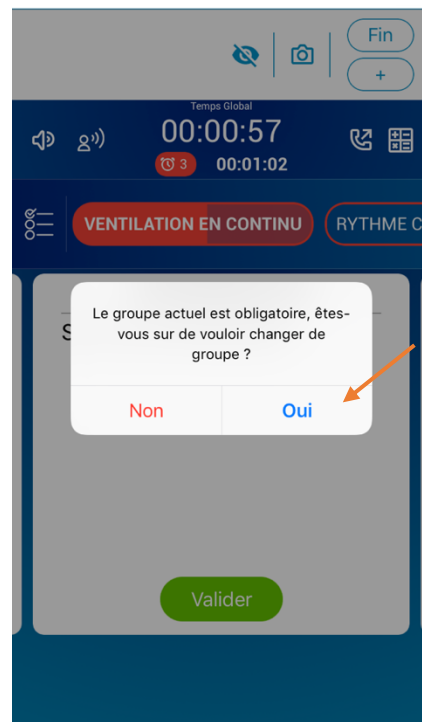 Fin
+
Temps Global
00:00:57
3
00:01:02
VENTILATION EN CONTINU
RYTHME C
S
Le groupe actuel est obligatoire, êtes-
vous sur de vouloir changer de
groupe ?
Non
Oui
Valider